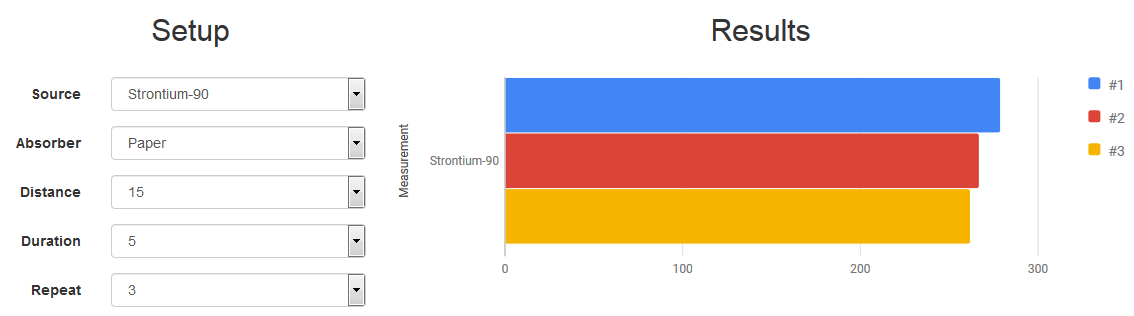 Setup
Source Strontium-90
Absorber Paper
Distance 15
Duration 5
Repeat 3
Results
Measurement
Strontium-90
0 100 200 300
#1
#2
#3